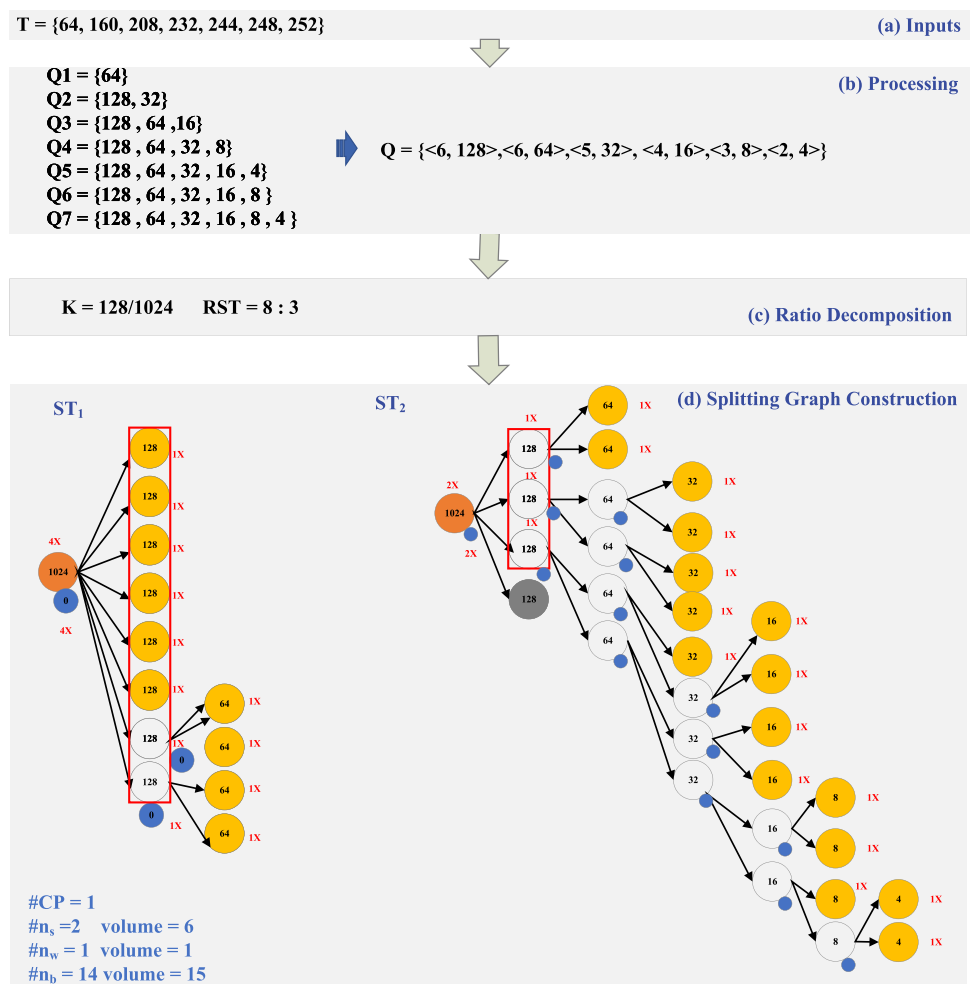 T = {64, 160, 208, 232, 244, 248, 252}
(a) Inputs
(b) Processing
Q1 = {64}
Q2 = {128, 32}
Q3 = {128 , 64 ,16}
Q4 = {128 , 64 , 32 , 8}
Q5 = {128 , 64 , 32 , 16 , 4}
Q6 = {128 , 64 , 32 , 16 , 8 }
Q7 = {128 , 64 , 32 , 16 , 8 , 4 }
Q = {<6, 128>,<6, 64>,<5, 32>, <4, 16>,<3, 8>,<2, 4>}
K = 128/1024 RST = 8 : 3
(c) Ratio Decomposition
(d) Splitting Graph Construction
ST1
4X
1024
0
4X
128
1X
128
1X
128
1X
128
1X
128
1X
128
1X
128
1X
0
128
0
1X
64
1X
64
1X
64
1X
64
1X
ST2
2X
1024
2X
1X
128
1X
128
1X
128
128
64
1X
64
1X
64
64
64
64
32
1X
32
1X
32
1X
32
1X
32
1X
32
32
32
16
1X
16
1X
16
1X
16
1X
16
16
8
1X
8
1X
8
1X
8
4
1X
4
1X
#CP = 1
#ns =2 volume = 6
#nw = 1 volume = 1
#nb = 14 volume = 15